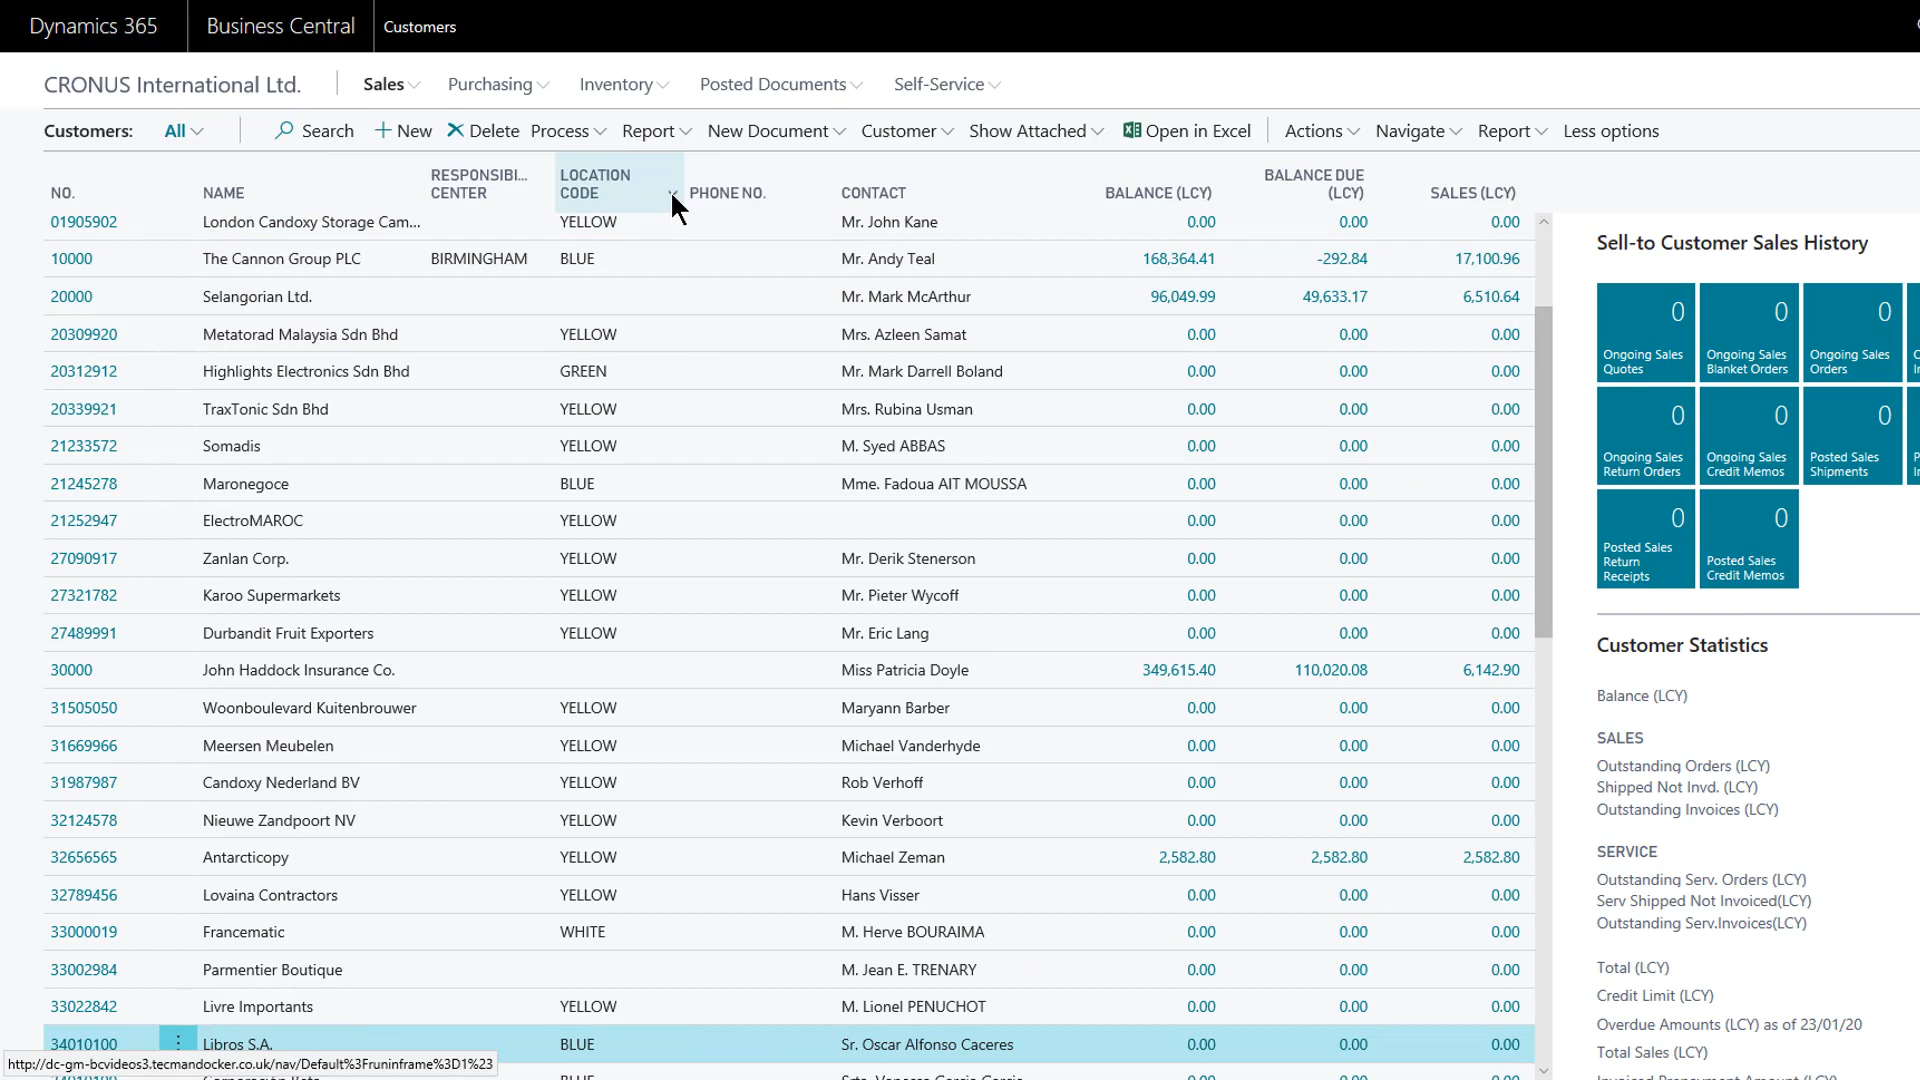 Dynamics 365 Business Central Customers
CRONUS International Ltd. Sales Purchasing Inventory Posted Documents Self-Service
Customers: All Search New Delete Process Report New Document Customer Show Attached Open in Excel Actions Navigate Report Less options
NO. NAME RESPONSIBI... CENTER LOCATION CODE PHONE NO. CONTACT BALANCE (LCY) BALANCE DUE (LCY) SALES (LCY)
01905902 London Candoxy Storage Cam... YELLOW Mr. John Kane 0.00 0.00 0.00
10000 The Cannon Group PLC BIRMINGHAM BLUE Mr. Andy Teal 168,364.41 -292.84 17,100.96
20000 Selangorian Ltd. Mr. Mark McArthur 96,049.99 49,633.17 6,510.64
20309920 Metatorad Malaysia Sdn Bhd YELLOW Mrs. Azleen Samat 0.00 0.00 0.00
20312912 Highlights Electronics Sdn Bhd GREEN Mr. Mark Darrell Boland 0.00 0.00 0.00
20339921 TraxTonic Sdn Bhd YELLOW Mrs. Rubina Usman 0.00 0.00 0.00
21233572 Somadis YELLOW M. Syed ABBAS 0.00 0.00 0.00
21245278 Maronegoce BLUE Mme. Fadoua AIT MOUSSA 0.00 0.00 0.00
21252947 ElectroMAROC YELLOW 0.00 0.00 0.00
27090917 Zanlan Corp. YELLOW Mr. Derik Stenerson 0.00 0.00 0.00
27321782 Karoo Supermarkets YELLOW Mr. Pieter Wycoff 0.00 0.00 0.00
27489991 Durbandit Fruit Exporters YELLOW Mr. Eric Lang 0.00 0.00 0.00
30000 John Haddock Insurance Co. Miss Patricia Doyle 349,615.40 110,020.08 6,142.90
31505050 Woonboulevard Kuitenbrouwer YELLOW Maryann Barber 0.00 0.00 0.00
31669966 Meersen Meubelen YELLOW Michael Vanderhyde 0.00 0.00 0.00
31987987 Candoxy Nederland BV YELLOW Rob Verhoff 0.00 0.00 0.00
32124578 Nieuwe Zandpoort NV YELLOW Kevin Verboort 0.00 0.00 0.00
32656565 Antarcticopy YELLOW Michael Zeman 2,582.80 2,582.80 2,582.80
32789456 Lovaina Contractors YELLOW Hans Visser 0.00 0.00 0.00
33000019 Francematic WHITE M. Herve BOURAIMA 0.00 0.00 0.00
33002984 Parmentier Boutique M. Jean E. TRENARY 0.00 0.00 0.00
33022842 Livre Importants YELLOW M. Lionel PENUCHOT 0.00 0.00 0.00
34010100 Libros S.A. BLUE Sr. Oscar Alfonso Caceres 0.00 0.00 0.00
http://dc-gm-bcvideos3.tecmandocker.co.uk/nav/Default%3Fruninframe%3D1%23
Sell-to Customer Sales History
0 0 0
Ongoing Sales Quotes
Ongoing Sales Blanket Orders
Ongoing Sales Orders
0 0 0
Ongoing Sales Return Orders
Ongoing Sales Credit Memos
Posted Sales Shipments
0 0
Posted Sales Return Receipts
Posted Sales Credit Memos
Customer Statistics
Balance (LCY)
SALES
Outstanding Orders (LCY)
Shipped Not Invd. (LCY)
Outstanding Invoices (LCY)
SERVICE
Outstanding Serv. Orders (LCY)
Serv Shipped Not Invoiced(LCY)
Outstanding Serv.Invoices(LCY)
Total (LCY)
Credit Limit (LCY)
Overdue Amounts (LCY) as of 23/01/20
Total Sales (LCY)